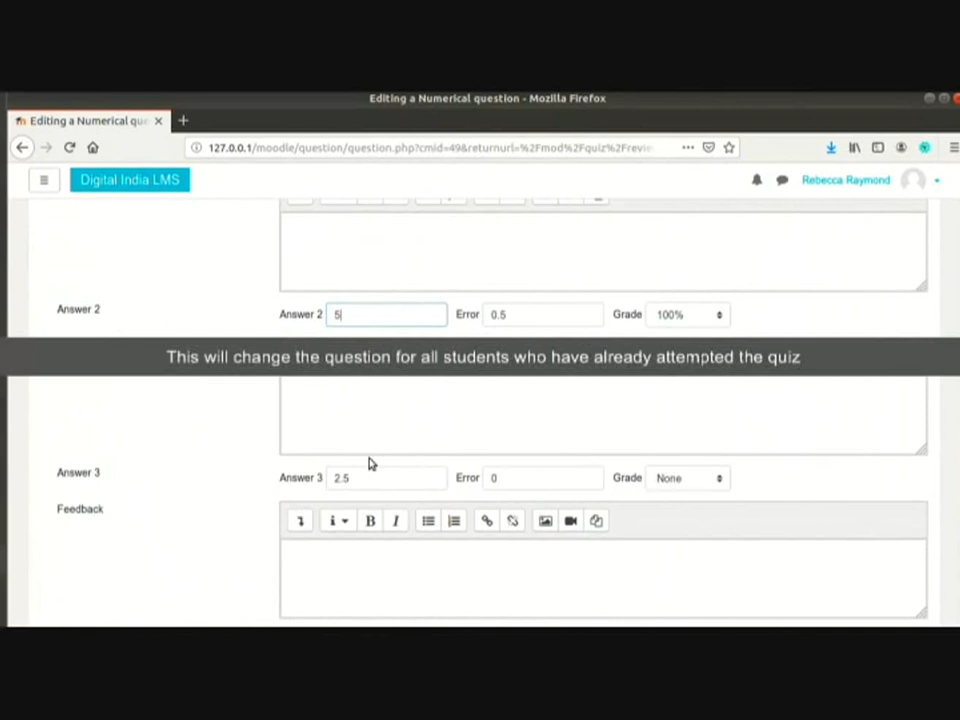 Editing a Numerical question - Mozilla Firefox
Editing a Numerical que
127.0.0.1/moodle/question/question.php?cmid=49&returnurl=%2Fmod%2Fquiz%2Frevie
Digital India LMS
Rebecca Raymond
Answer 2
Answer 2 5 Error 0.5 Grade 100%
This will change the question for all students who have already attempted the quiz
Answer 3
Answer 3 2.5 Error 0 Grade None
Feedback
i B I